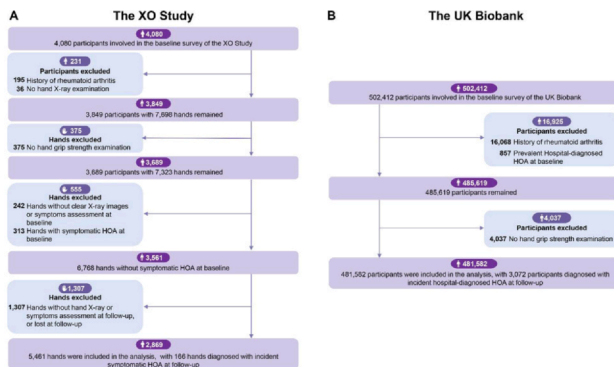 A
The XO Study
4,080
4,080 participants involved in the baseline survey of the XO Study
231
Participants excluded
195 History of rheumatoid arthritis
36 No hand X-ray examination
3,849
3,849 participants with 7,698 hands remained
375
Hands excluded
375 No hand grip strength examination
3,689
3,689 participants with 7,323 hands remained
555
Hands excluded
242 Hands without clear X-ray images
or symptoms assessment at
baseline
313 Hands with symptomatic HOA at
baseline
3,561
6,768 hands without symptomatic HOA at baseline
1,307
Hands excluded
1,307 Hands without hand X-ray or
symptoms assessment at follow-up,
or lost at follow-up
2,869
5,461 hands were included in the analysis, with 166 hands diagnosed with incident
symptomatic HOA at follow-up
B
The UK Biobank
502,412
502,412 participants involved in the baseline survey of the UK Biobank
16,925
Participants excluded
16,068 History of rheumatoid arthritis
857 Prevalent Hospital-diagnosed
HOA at baseline
485,619
485,619 participants remained
4,037
Participants excluded
4,037 No hand grip strength examination
481,582
481,582 participants were included in the analysis, with 3,072 participants diagnosed with
incident hospital-diagnosed HOA at follow-up